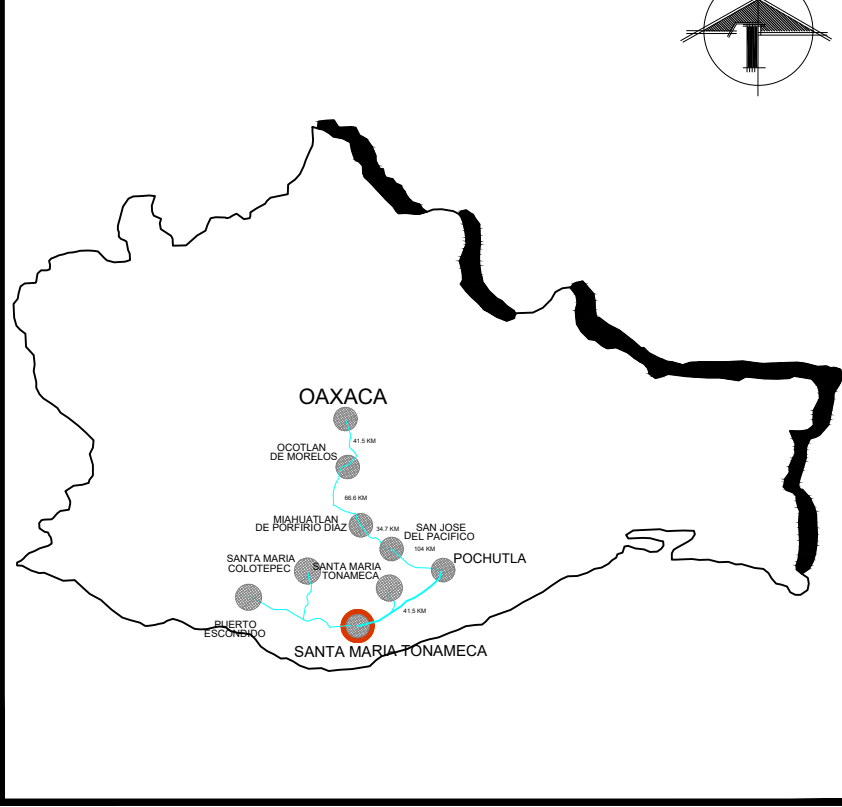 OAXACA
41.5 KM
OCOTLAN
DE MORELOS
66.6 KM
MIAHUATLAN
DE PORFIRIO DIAZ
34.7 KM
SAN JOSE
DEL PACIFICO
104 KM
POCHUTLA
SANTA MARIA
COLOTEPEC
SANTA MARIA
TONAMECA
41.5 KM
PUERTO
ESCONDIDO
SANTA MARIA TONAMECA